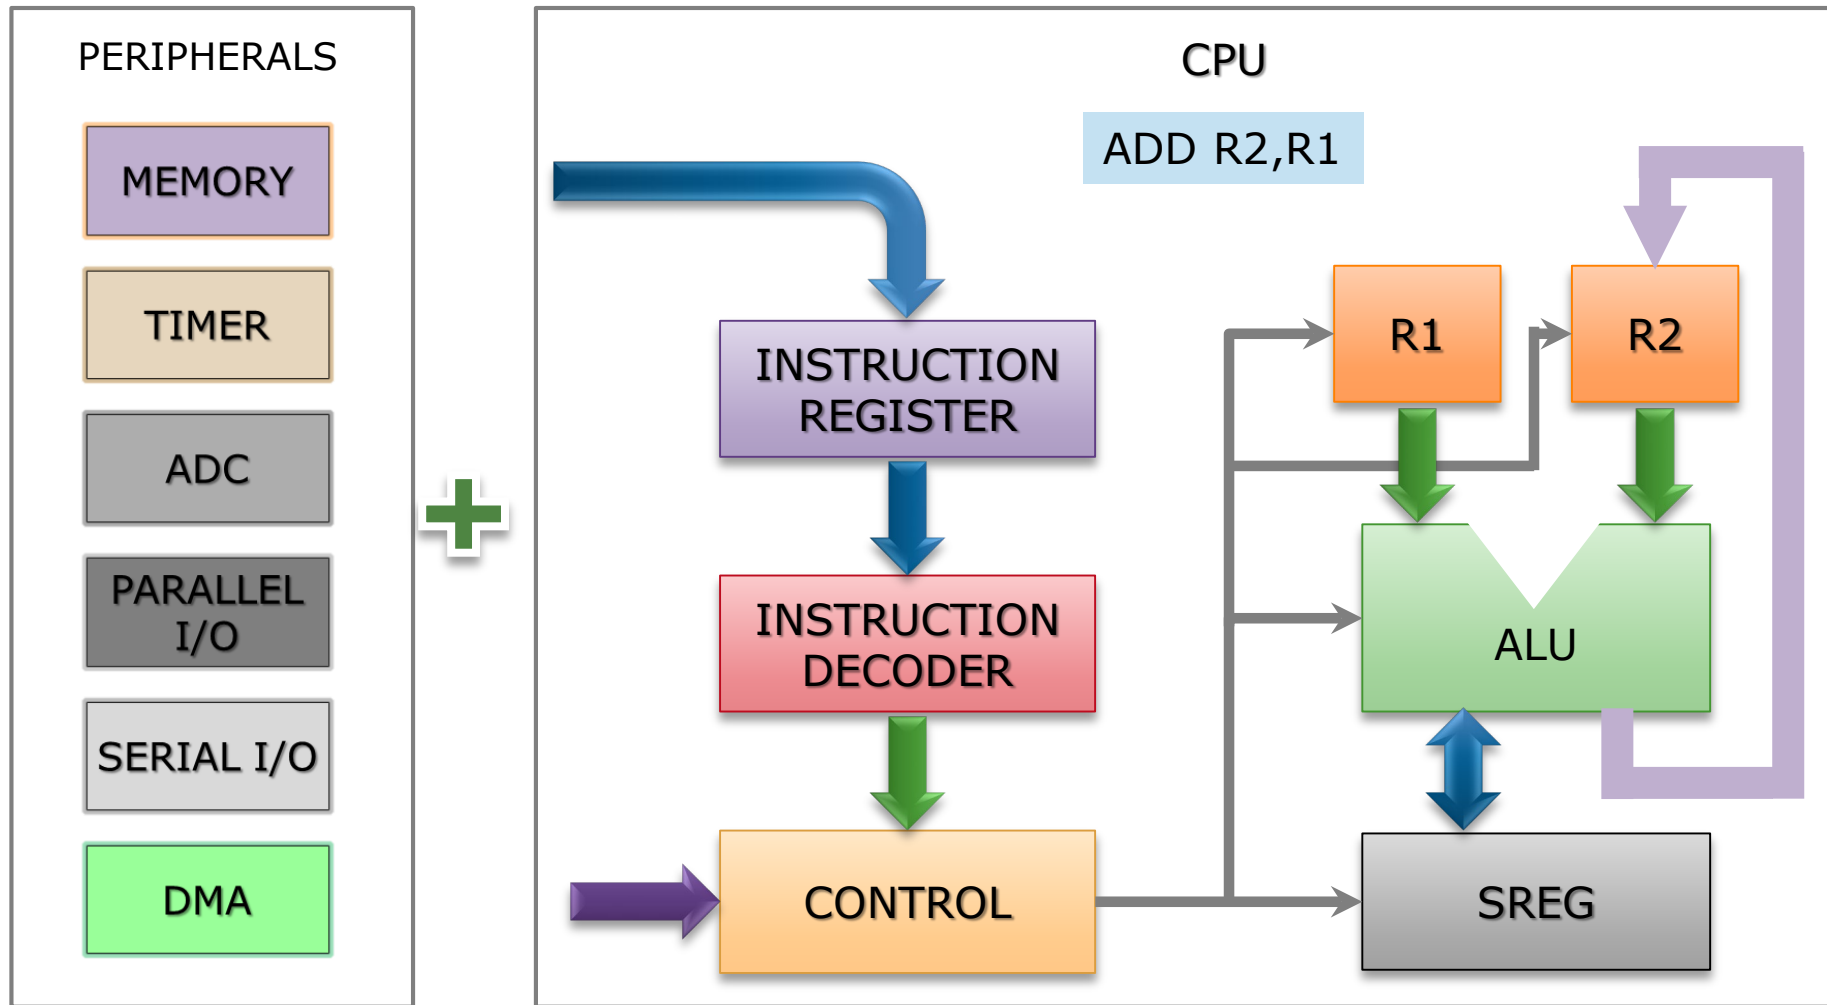 PERIPHERALS
MEMORY
TIMER
ADC
PARALLEL
I/O
SERIAL I/O
DMA
CPU
ADD R2,R1
INSTRUCTION
REGISTER
INSTRUCTION
DECODER
CONTROL
R1
R2
ALU
SREG